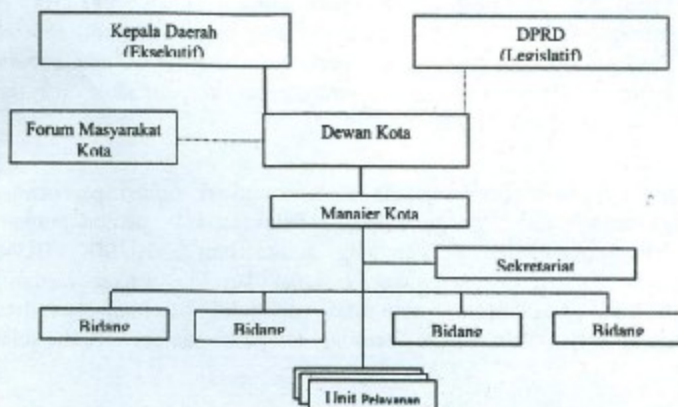 Kepala Daerah
(Eksekutif)
DPRD
(Legislatif)
Forum Masyarakat
Kota
Dewan Kota
Manajer Kota
Sekretariat
Bidang
Bidang
Bidang
Bidang
Unit Pelayanan